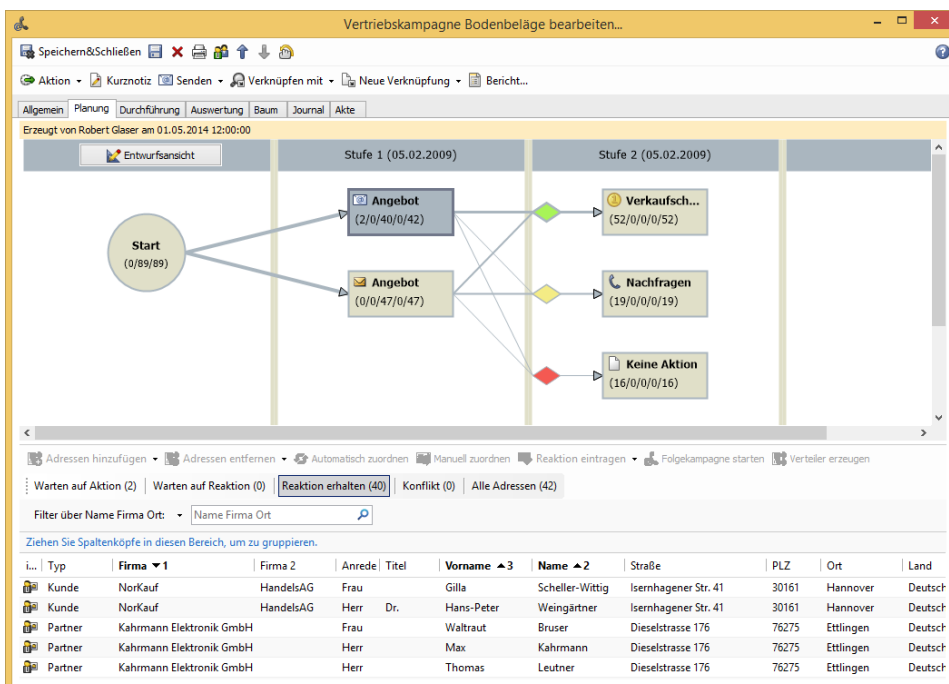 Vertriebskampagne Bodenbeläge bearbeiten...
Speichern&Schließen
Aktion Kurznotiz Senden Verknüpfen mit Neue Verknüpfung Bericht...
Allgemein Planung Durchführung Auswertung Baum Journal Akte
Erzeugt von Robert Glaser am 01.05.2014 12:00:00
Entwurfsansicht Stufe 1 (05.02.2009) Stufe 2 (05.02.2009)
Angebot Verkaufsch...
(2/0/40/0/42) (52/0/0/0/52)
Start
(0/89/89)
Angebot Nachfragen
(0/0/47/0/47) (19/0/0/0/19)
Keine Aktion
(16/0/0/0/16)
Adressen hinzufügen Adressen entfernen Automatisch zuordnen Manuell zuordnen Reaktion eintragen Folgekampagne starten Verteiler erzeugen
Warten auf Aktion (2) Warten auf Reaktion (0) Reaktion erhalten (40) Konflikt (0) Alle Adressen (42)
Filter über Name Firma Ort: Name Firma Ort
Ziehen Sie Spaltenköpfe in diesen Bereich, um zu gruppieren.
i... Typ Firma ▼1 Firma 2 Anrede Titel Vorname ▲3 Name ▲2 Straße PLZ Ort Land
Kunde NorKauf HandelsAG Frau Gilla Scheller-Wittig Isernhagener Str. 41 30161 Hannover Deutsch
Kunde NorKauf HandelsAG Herr Dr. Hans-Peter Weingärtner Isernhagener Str. 41 30161 Hannover Deutsch
Partner Kahrmann Elektronik GmbH Frau Waltraut Bruser Dieselstrasse 176 76275 Ettlingen Deutsch
Partner Kahrmann Elektronik GmbH Herr Max Kahrmann Dieselstrasse 176 76275 Ettlingen Deutsch
Partner Kahrmann Elektronik GmbH Herr Thomas Leutner Dieselstrasse 176 76275 Ettlingen Deutsch